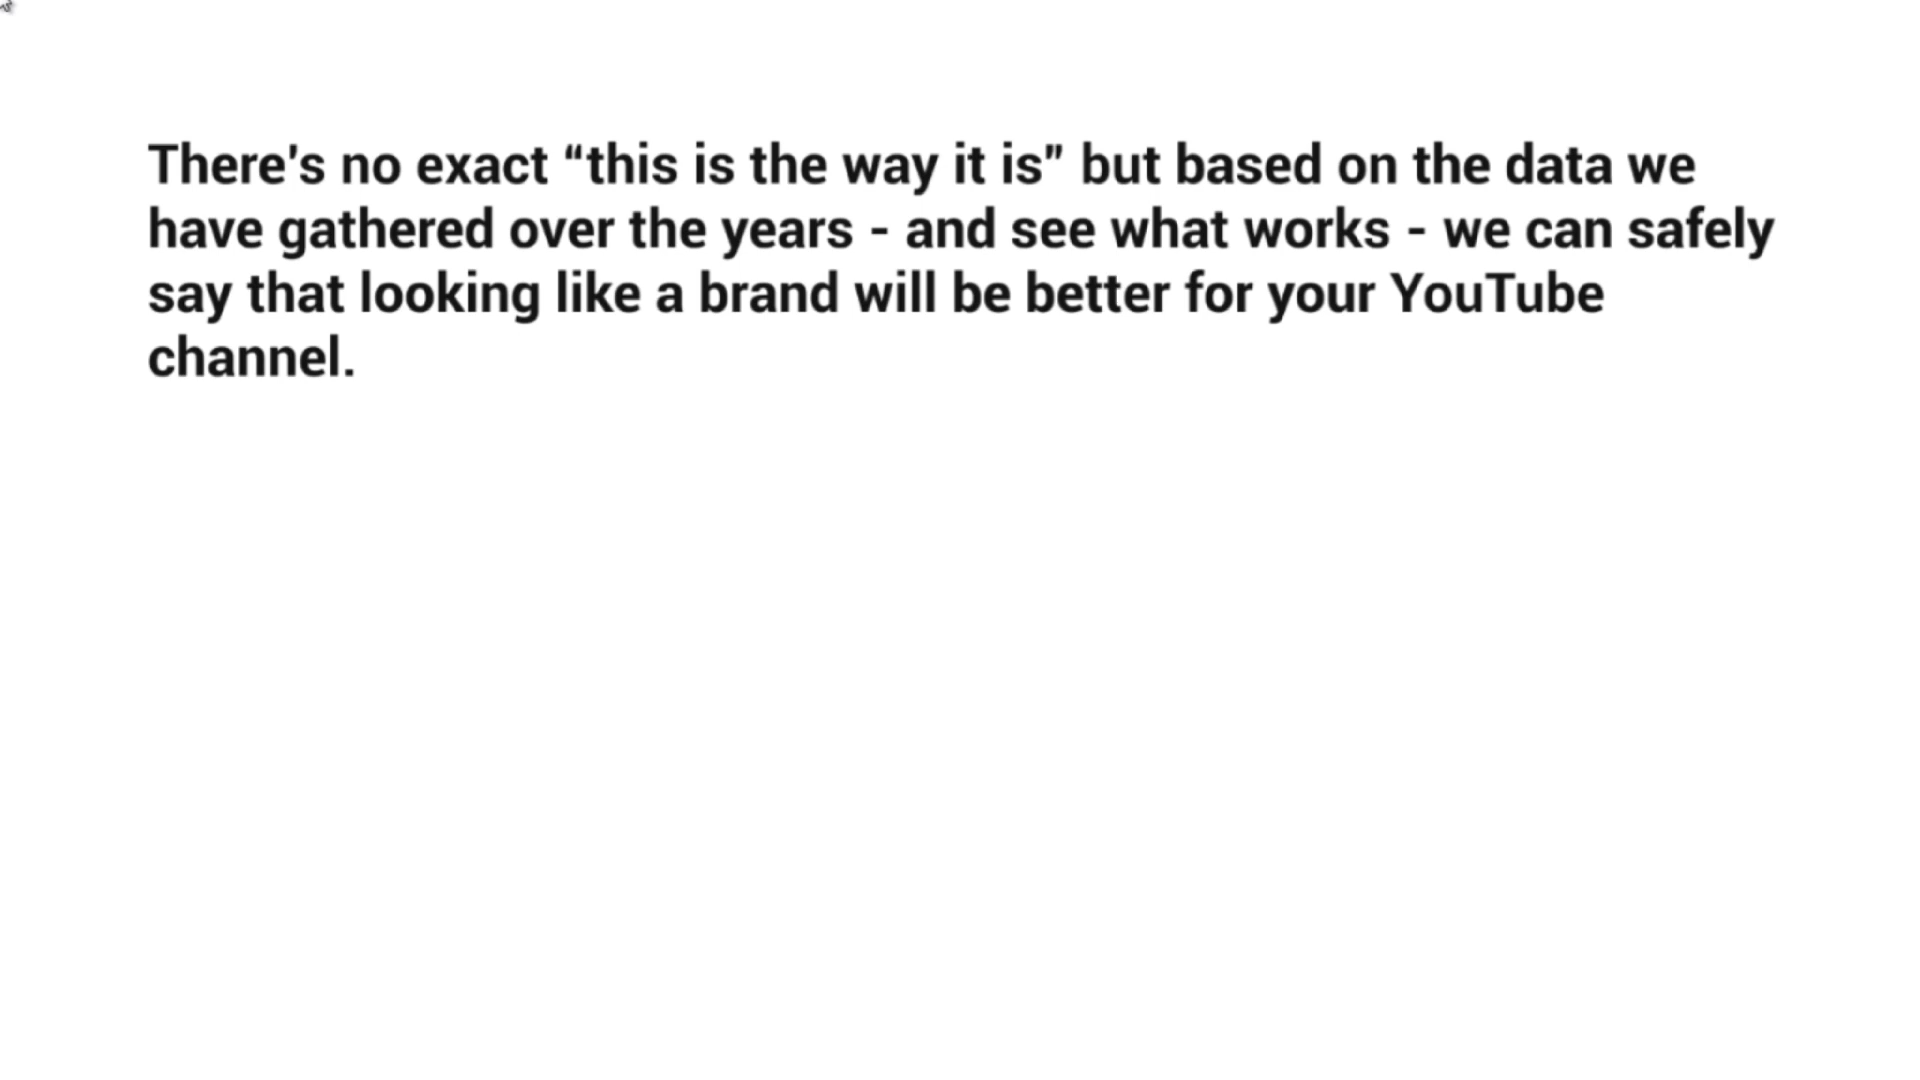 There's no exact “this is the way it is” but based on the data we
have gathered over the years - and see what works - we can safely
say that looking like a brand will be better for your YouTube
channel.